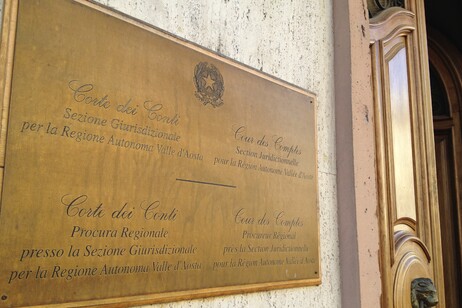 Corte dei Conti
Sezione Giurisdizionale
per la Regione Autonoma Valle d'Aosta
Cour des Comptes
Section Juridictionnelle
pour la Région Autonome Vallée d'Aoste
Corte dei Conti
Procura Regionale
presso la Sezione Giurisdizionale
per la Regione Autonoma Valle d'Aosta
Cour des Comptes
Procureur Régional
près la Section Juridictionnelle
pour la Région Autonome Vallée d'Aoste